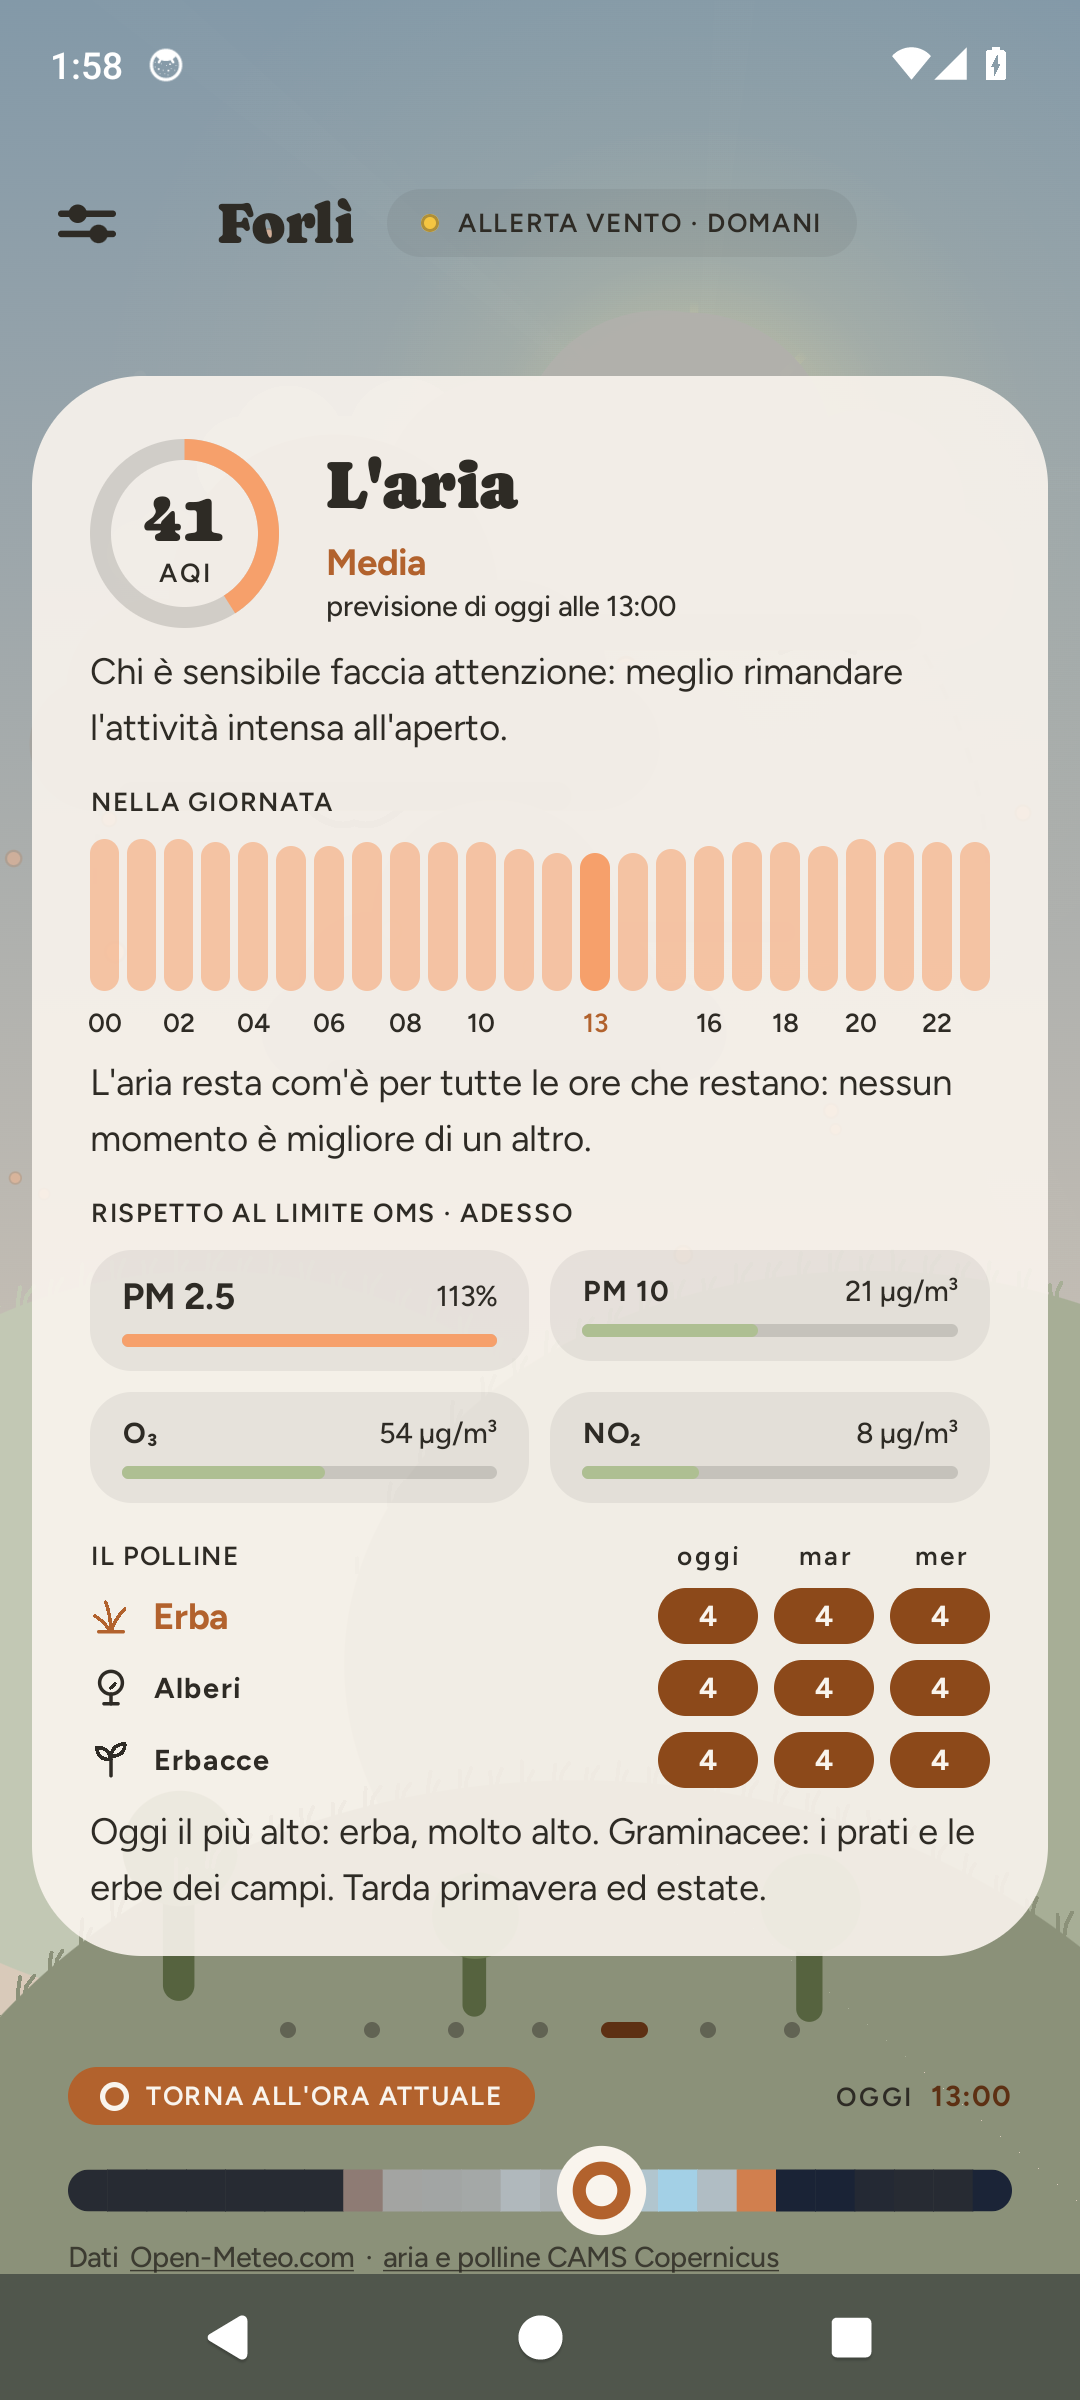 1:58
Forlì
ALLERTA VENTO · DOMANI
41
AQI
L'aria
Media
previsione di oggi alle 13:00
Chi è sensibile faccia attenzione: meglio rimandare
l'attività intensa all'aperto.
NELLA GIORNATA
00 02 04 06 08 10 13 16 18 20 22
L'aria resta com'è per tutte le ore che restano: nessun
momento è migliore di un altro.
RISPETTO AL LIMITE OMS · ADESSO
PM 2.5 113%
PM 10 21 µg/m³
O₃ 54 µg/m³
NO₂ 8 µg/m³
IL POLLINE oggi mar mer
Erba 4 4 4
Alberi 4 4 4
Erbacce 4 4 4
Oggi il più alto: erba, molto alto. Graminacee: i prati e le
erbe dei campi. Tarda primavera ed estate.
TORNA ALL'ORA ATTUALE
OGGI 13:00
Dati Open-Meteo.com · aria e polline CAMS Copernicus